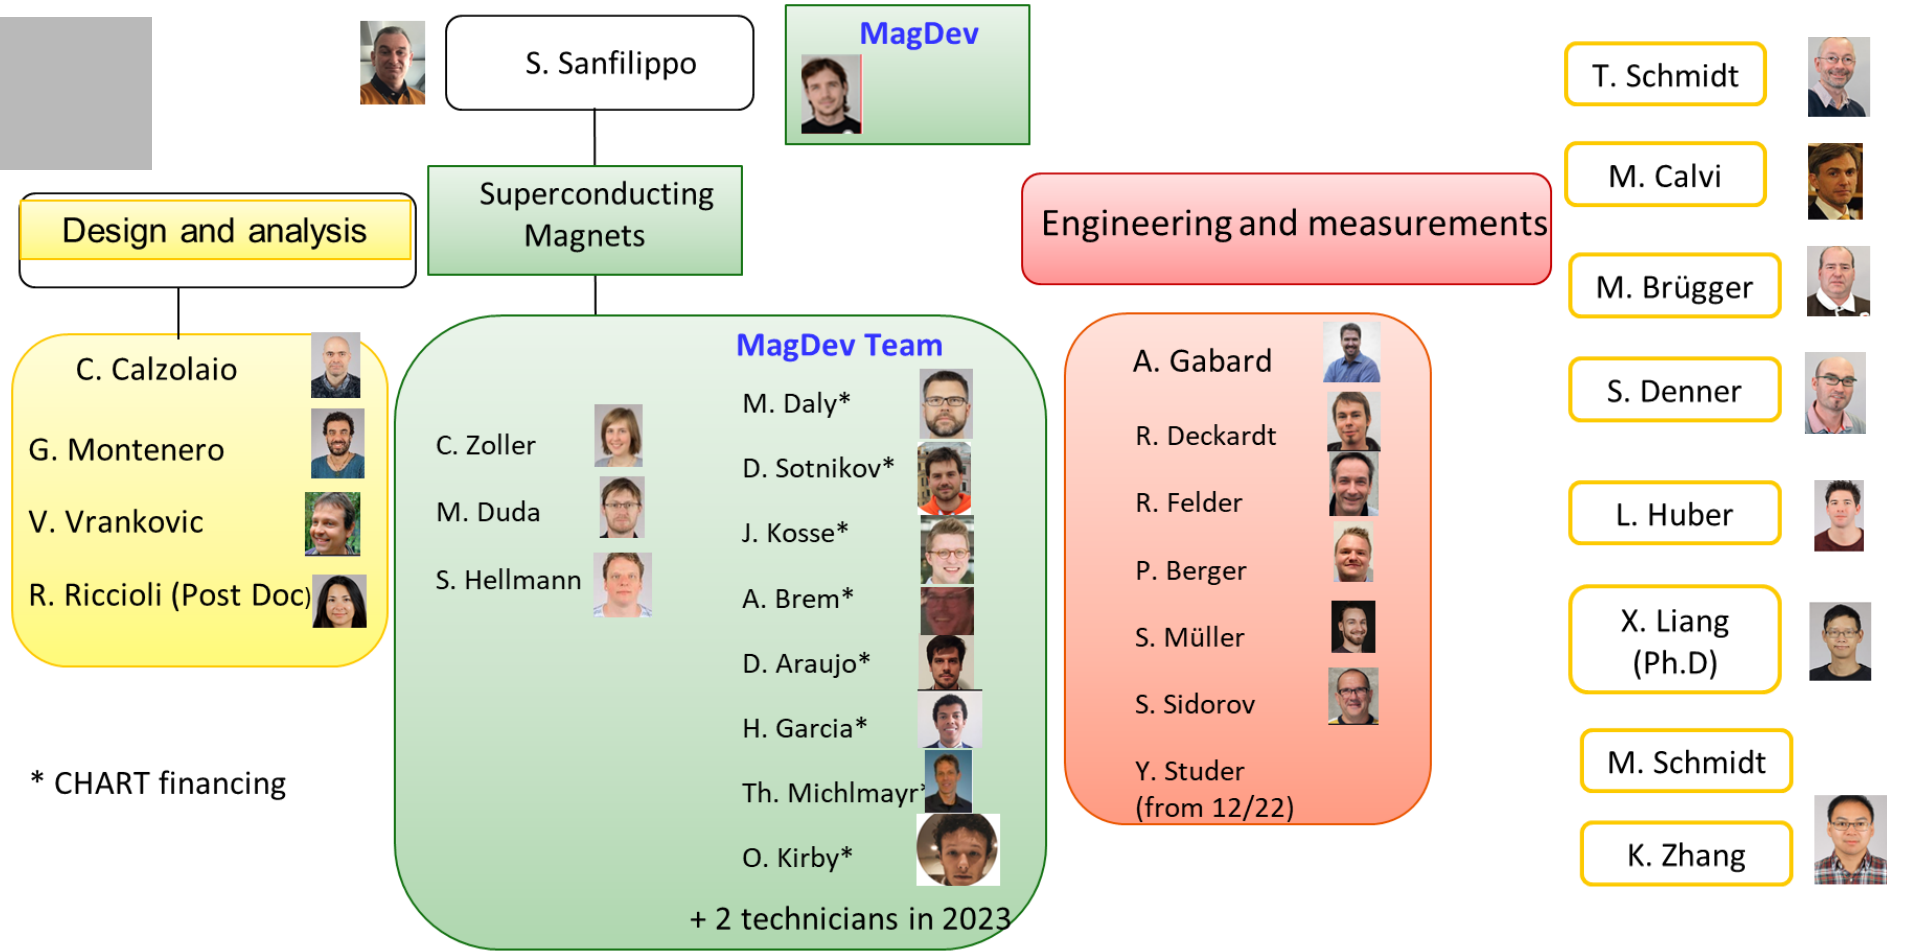 S. Sanfilippo
MagDev
Design and analysis
Superconducting
Magnets
Engineering and measurements
C. Calzolaio
G. Montenero
V. Vrankovic
R. Riccioli (Post Doc)
* CHART financing
C. Zoller
M. Duda
S. Hellmann
MagDev Team
M. Daly*
D. Sotnikov*
J. Kosse*
A. Brem*
D. Araujo*
H. Garcia*
Th. Michlmayr*
O. Kirby*
+ 2 technicians in 2023
A. Gabard
R. Deckardt
R. Felder
P. Berger
S. Müller
S. Sidorov
Y. Studer
(from 12/22)
T. Schmidt
M. Calvi
M. Brügger
S. Denner
L. Huber
X. Liang
(Ph.D)
M. Schmidt
K. Zhang